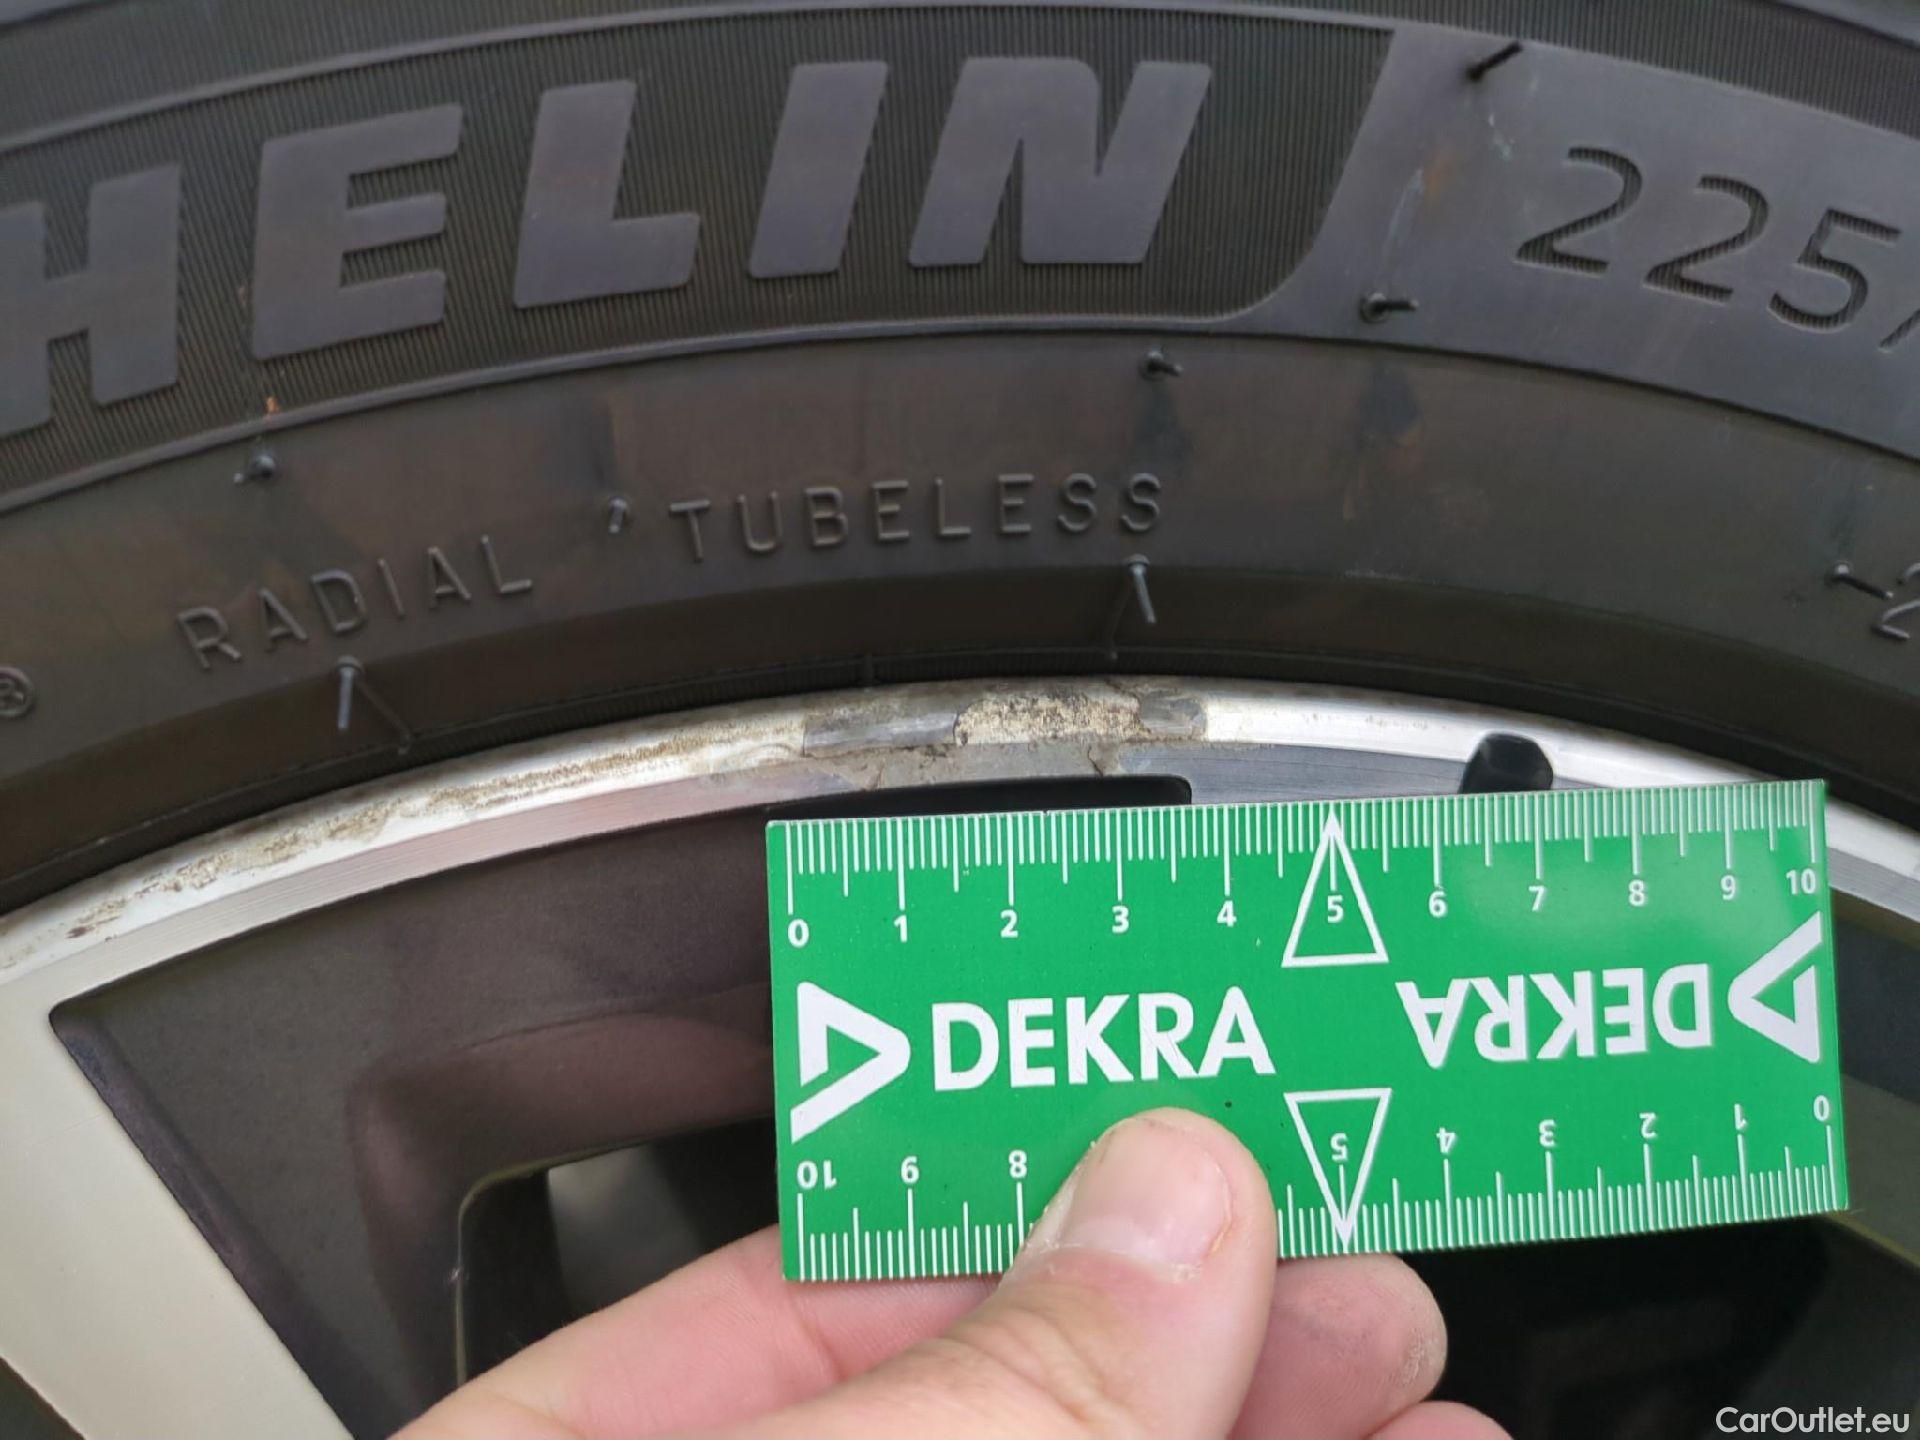 HELIN 225/
® RADIAL TUBELESS -2
0 1 2 3 4 5 6 7 8 9 10
DEKRA DEKRA
10 9 8 5 4 3 2 1 0
CarOutlet.eu